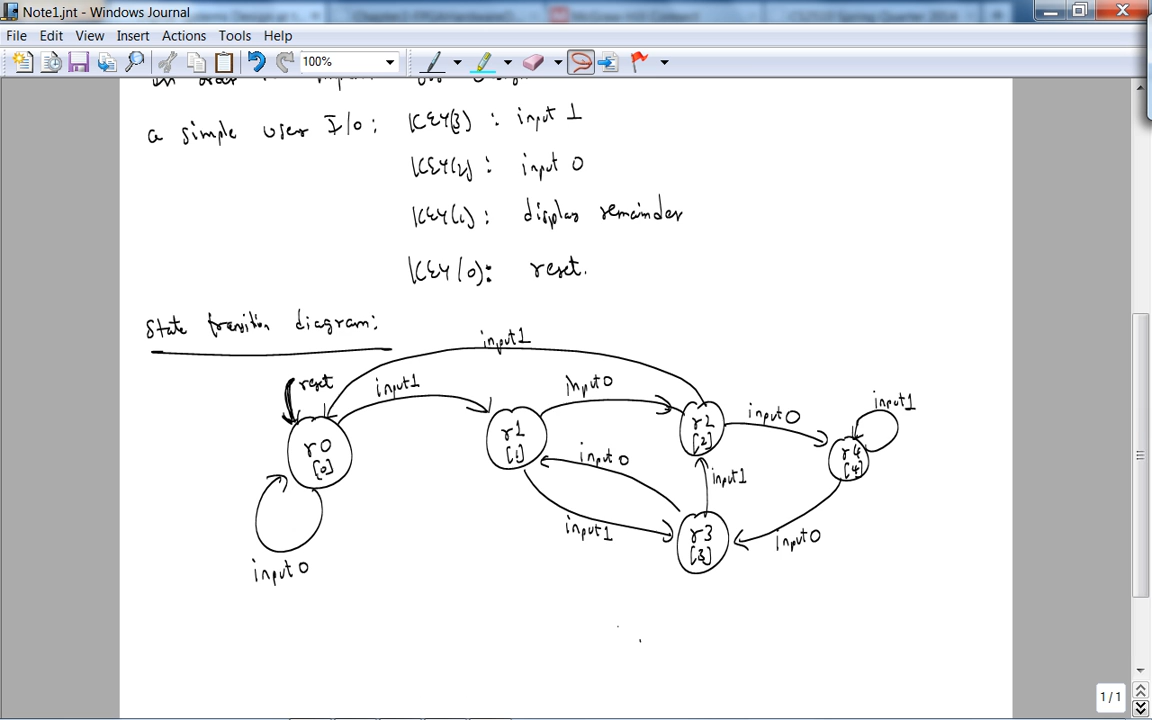 Note1.jnt - Windows Journal
File Edit View Insert Actions Tools Help
100%
a simple user I/O: KEY(3) : input 1
KEY(2) : input 0
KEY(1) : display remainder
KEY(0): reset.
State transition diagram:
input1
reset
input1
input0
input1
input0
r0
[0]
r1
[1]
r2
[2]
r4
[4]
input0
input1
r3
[3]
input1
input0
input0
1 / 1